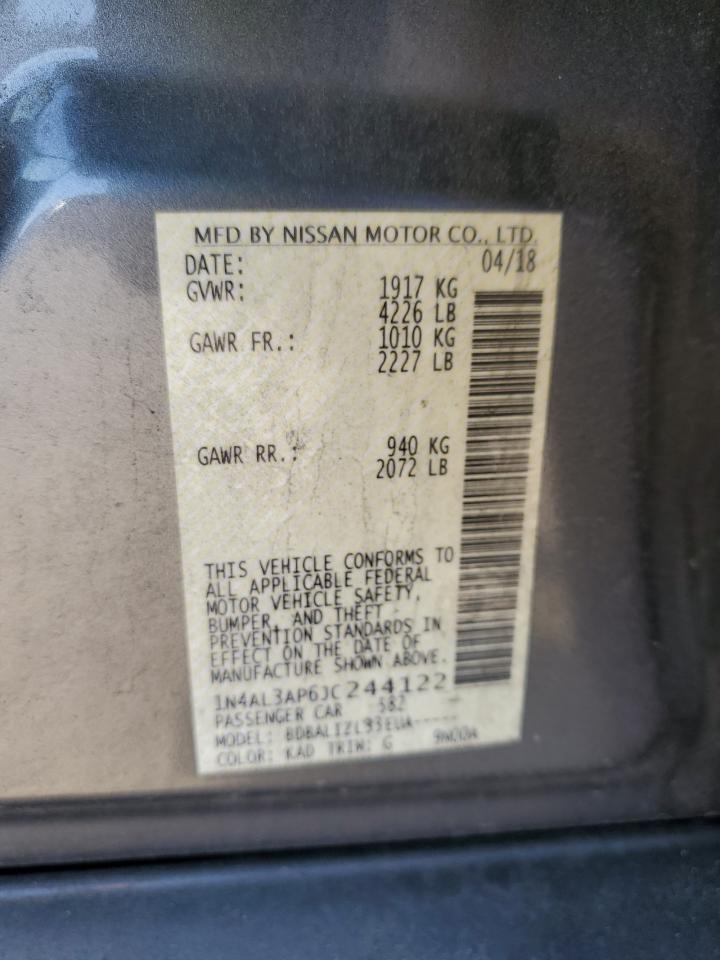 MFD BY NISSAN MOTOR CO., LTD.
DATE: 04/18
GVWR: 1917 KG
4226 LB
GAWR FR.: 1010 KG
2227 LB
GAWR RR.: 940 KG
2072 LB
THIS VEHICLE CONFORMS TO
ALL APPLICABLE FEDERAL
MOTOR VEHICLE SAFETY,
BUMPER, AND THEFT
PREVENTION STANDARDS IN
EFFECT ON THE DATE OF
MANUFACTURE SHOWN ABOVE.
1N4AL3AP6JC244122
PASSENGER CAR 582
MODEL:
COLOR: KAD TRIM: G